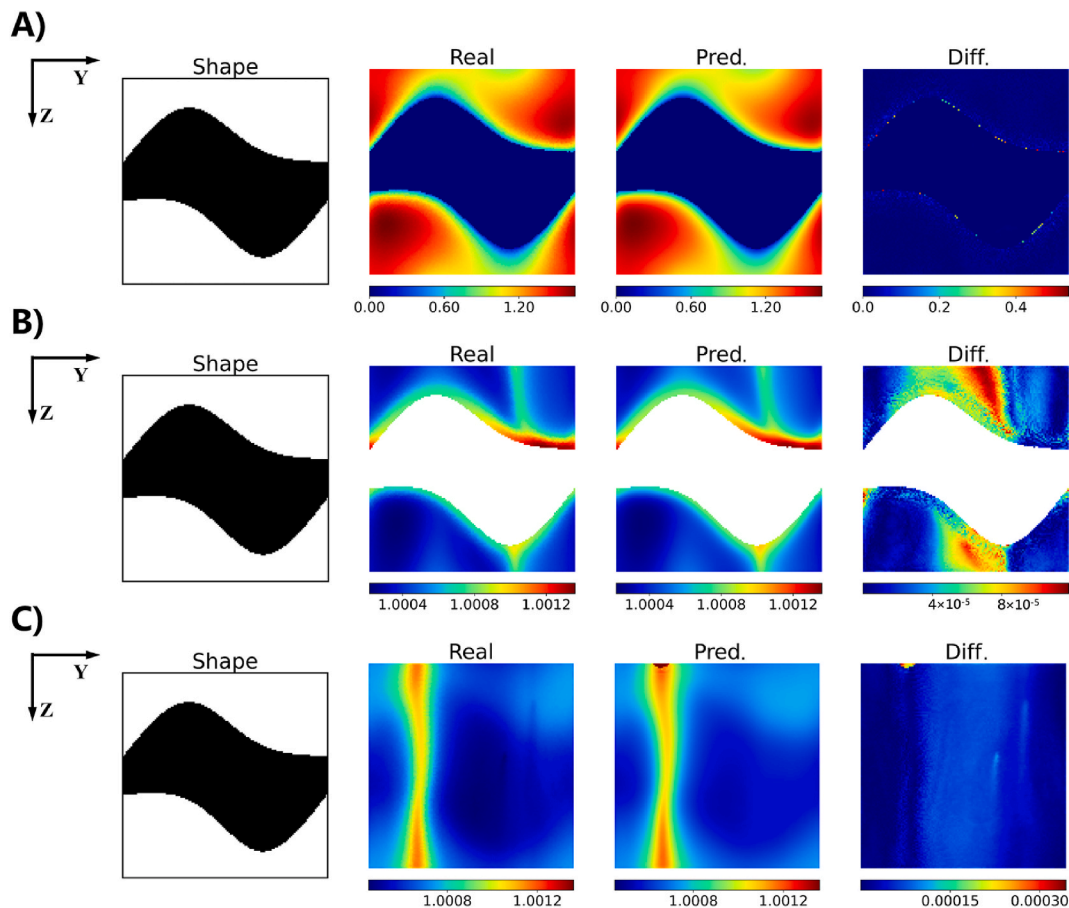 A)
Y
Z
Shape
Real
Pred.
Diff.
0.00 0.60 1.20
0.00 0.60 1.20
0.0 0.2 0.4
B)
Y
Z
Shape
Real
Pred.
Diff.
1.0004 1.0008 1.0012
1.0004 1.0008 1.0012
4×10⁻⁵ 8×10⁻⁵
C)
Y
Z
Shape
Real
Pred.
Diff.
1.0008 1.0012
1.0008 1.0012
0.00015 0.00030